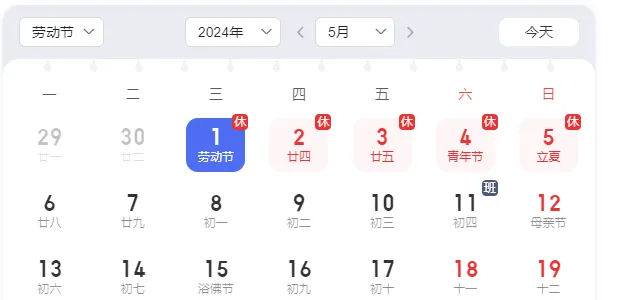 劳动节 2024年 5月 今天
一 二 三 四 五 六 日
29 30 1 休 2 休 3 休 4 休 5 休
廿一 廿二 劳动节 廿四 廿五 青年节 立夏
6 7 8 9 10 11 班 12
廿八 廿九 初一 初二 初三 初四 母亲节
13 14 15 16 17 18 19
初六 初七 浴佛节 初九 初十 十一 十二